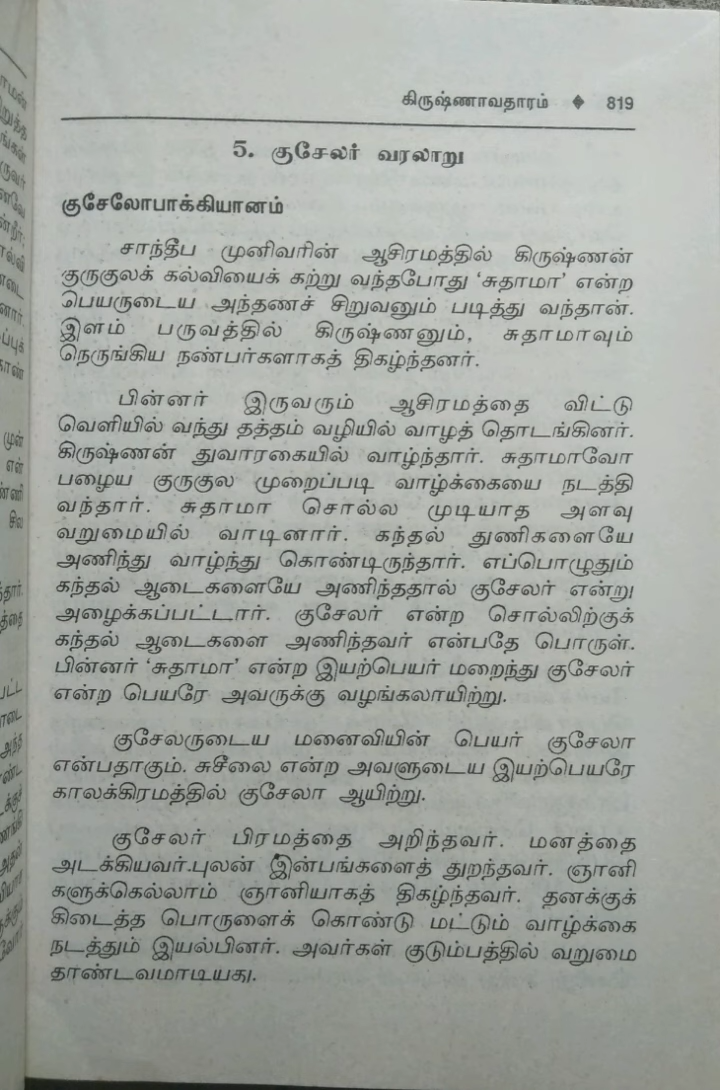 கிருஷ்ணாவதாரம் ◆ 819
5. குசேலர் வரலாறு
குசேலோபாக்கியானம்
சாந்தீப முனிவரின் ஆசிரமத்தில் கிருஷ்ணன்
குருகுலக் கல்வியைக் கற்று வந்தபோது ‘சுதாமா’ என்ற
பெயருடைய அந்தணச் சிறுவனும் படித்து வந்தான்.
இளம் பருவத்தில் கிருஷ்ணனும், சுதாமாவும்
நெருங்கிய நண்பர்களாகத் திகழ்ந்தனர்.
பின்னர் இருவரும் ஆசிரமத்தை விட்டு
வெளியில் வந்து தத்தம் வழியில் வாழத் தொடங்கினர்.
கிருஷ்ணன் துவாரகையில் வாழ்ந்தார். சுதாமாவோ
பழைய குருகுல முறைப்படி வாழ்க்கையை நடத்தி
வந்தார். சுதாமா சொல்ல முடியாத அளவு
வறுமையில் வாடினார். கந்தல் துணிகளையே
அணிந்து வாழ்ந்து கொண்டிருந்தார். எப்பொழுதும்
கந்தல் ஆடைகளையே அணிந்ததால் குசேலர் என்று
அழைக்கப்பட்டார். குசேலர் என்ற சொல்லிற்குக்
கந்தல் ஆடைகளை அணிந்தவர் என்பதே பொருள்.
பின்னர் ‘சுதாமா’ என்ற இயற்பெயர் மறைந்து குசேலர்
என்ற பெயரே அவருக்கு வழங்கலாயிற்று.
குசேலருடைய மனைவியின் பெயர் குசேலா
என்பதாகும். சுசீலை என்ற அவளுடைய இயற்பெயரே
காலக்கிரமத்தில் குசேலா ஆயிற்று.
குசேலர் பிரமத்தை அறிந்தவர். மனத்தை
அடக்கியவர்.புலன் இன்பங்களைத் துறந்தவர். ஞானி
களுக்கெல்லாம் ஞானியாகத் திகழ்ந்தவர். தனக்குக்
கிடைத்த பொருளைக் கொண்டு மட்டும் வாழ்க்கை
நடத்தும் இயல்பினர். அவர்கள் குடும்பத்தில் வறுமை
தாண்டவமாடியது.